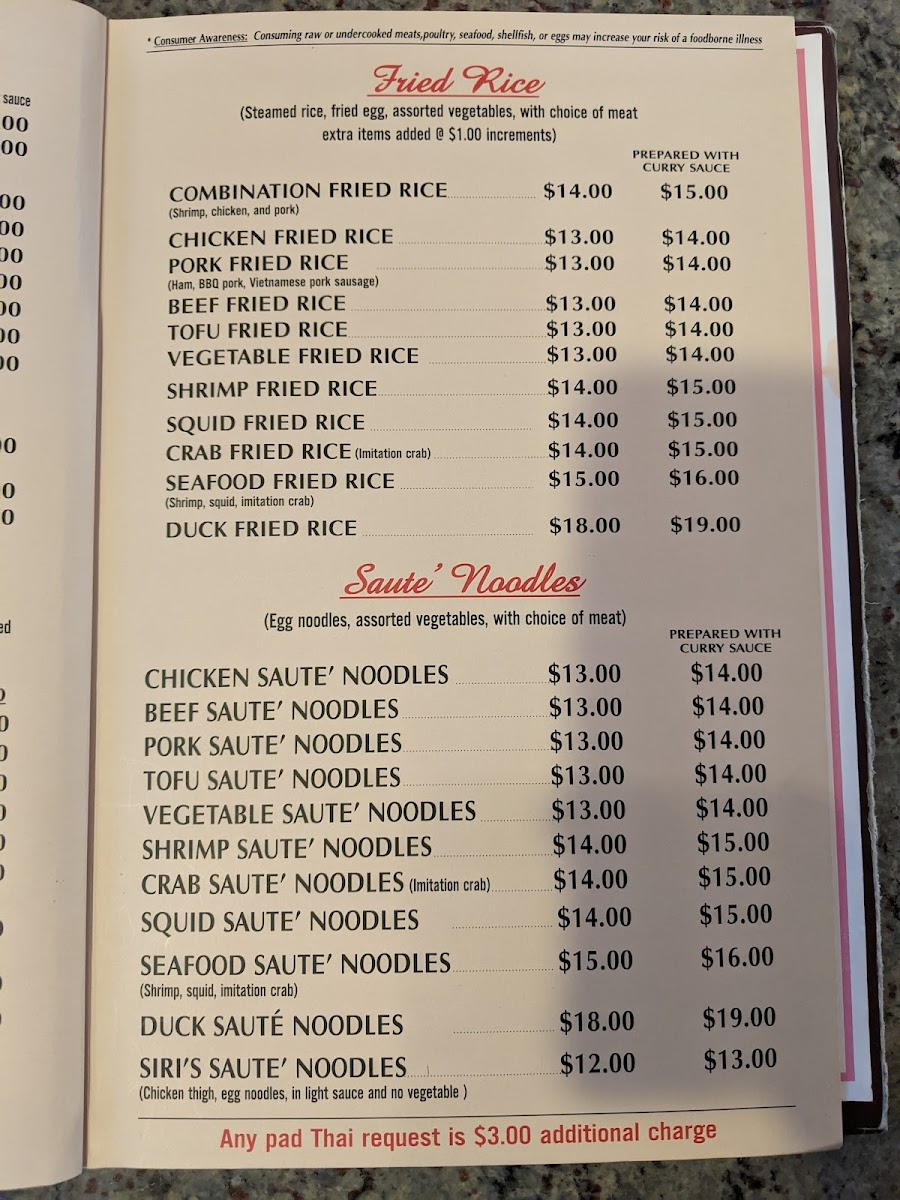 * Consumer Awareness: Consuming raw or undercooked meats,poultry, seafood, shellfish, or eggs may increase your risk of a foodborne illness
Fried Rice
(Steamed rice, fried egg, assorted vegetables, with choice of meat
extra items added @ $1.00 increments)
PREPARED WITH
CURRY SAUCE
COMBINATION FRIED RICE $14.00 $15.00
(Shrimp, chicken, and pork)
CHICKEN FRIED RICE $13.00 $14.00
PORK FRIED RICE $13.00 $14.00
(Ham, BBQ pork, Vietnamese pork sausage)
BEEF FRIED RICE $13.00 $14.00
TOFU FRIED RICE $13.00 $14.00
VEGETABLE FRIED RICE $13.00 $14.00
SHRIMP FRIED RICE $14.00 $15.00
SQUID FRIED RICE $14.00 $15.00
CRAB FRIED RICE (Imitation crab) $14.00 $15.00
SEAFOOD FRIED RICE $15.00 $16.00
(Shrimp, squid, imitation crab)
DUCK FRIED RICE $18.00 $19.00
Saute' Noodles
(Egg noodles, assorted vegetables, with choice of meat)
PREPARED WITH
CURRY SAUCE
CHICKEN SAUTE' NOODLES $13.00 $14.00
BEEF SAUTE' NOODLES $13.00 $14.00
PORK SAUTE' NOODLES $13.00 $14.00
TOFU SAUTE' NOODLES $13.00 $14.00
VEGETABLE SAUTE' NOODLES $13.00 $14.00
SHRIMP SAUTE' NOODLES $14.00 $15.00
CRAB SAUTE' NOODLES (Imitation crab) $14.00 $15.00
SQUID SAUTE' NOODLES $14.00 $15.00
SEAFOOD SAUTE' NOODLES $15.00 $16.00
(Shrimp, squid, imitation crab)
DUCK SAUTÉ NOODLES $18.00 $19.00
SIRI'S SAUTE' NOODLES $12.00 $13.00
(Chicken thigh, egg noodles, in light sauce and no vegetable )
Any pad Thai request is $3.00 additional charge
sauce